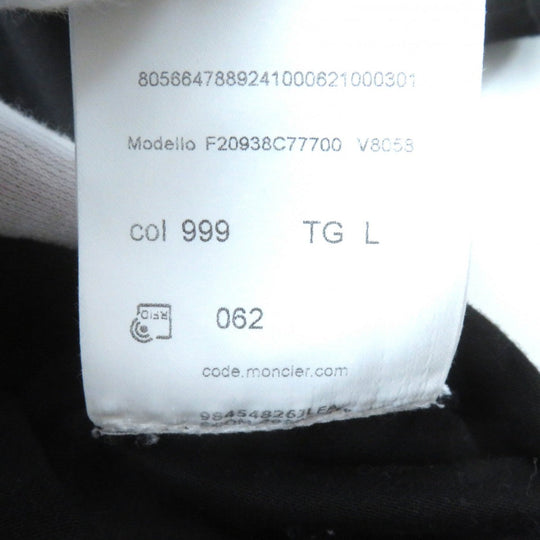 8056647889241000621000301
Modello F20938C77700 V8058
col 999 TG L
RFID 062
code.moncler.com